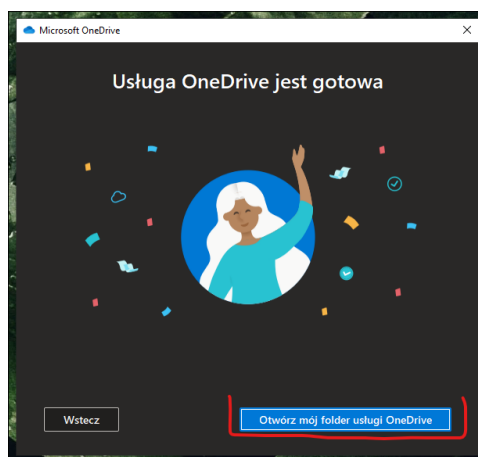 Microsoft OneDrive
Usługa OneDrive jest gotowa
Wstecz
Otwórz mój folder usługi OneDrive